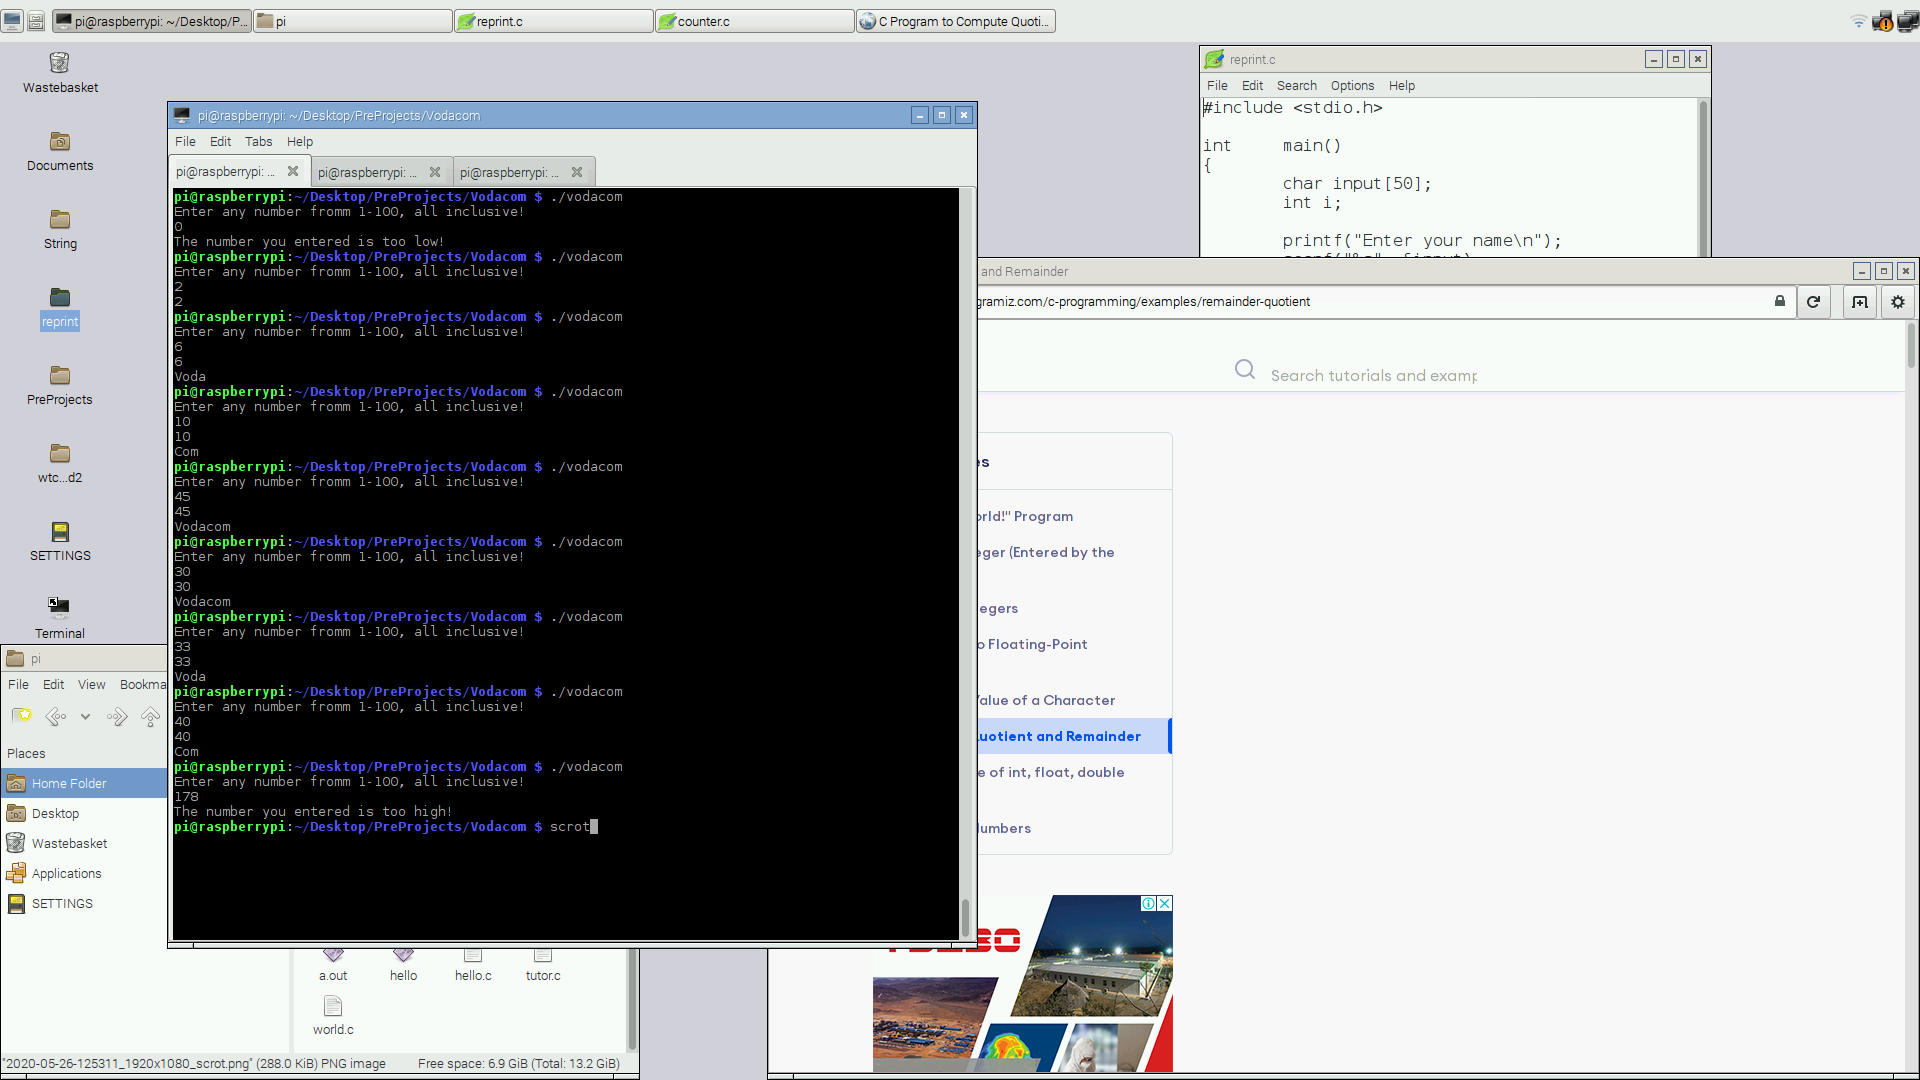 pi@raspberrypi: ~/Desktop/P...
pi
reprint.c
counter.c
C Program to Compute Quoti...
Wastebasket
Documents
String
reprint
PreProjects
wtc...d2
SETTINGS
Terminal
pi@raspberrypi: ~/Desktop/PreProjects/Vodacom
File Edit Tabs Help
pi@raspberrypi: ...
pi@raspberrypi: ...
pi@raspberrypi: ...
pi@raspberrypi:~/Desktop/PreProjects/Vodacom $ ./vodacom
Enter any number fromm 1-100, all inclusive!
0
The number you entered is too low!
pi@raspberrypi:~/Desktop/PreProjects/Vodacom $ ./vodacom
Enter any number fromm 1-100, all inclusive!
2
2
pi@raspberrypi:~/Desktop/PreProjects/Vodacom $ ./vodacom
Enter any number fromm 1-100, all inclusive!
6
6
Voda
pi@raspberrypi:~/Desktop/PreProjects/Vodacom $ ./vodacom
Enter any number fromm 1-100, all inclusive!
10
10
Com
pi@raspberrypi:~/Desktop/PreProjects/Vodacom $ ./vodacom
Enter any number fromm 1-100, all inclusive!
45
45
Vodacom
pi@raspberrypi:~/Desktop/PreProjects/Vodacom $ ./vodacom
Enter any number fromm 1-100, all inclusive!
30
30
Vodacom
pi@raspberrypi:~/Desktop/PreProjects/Vodacom $ ./vodacom
Enter any number fromm 1-100, all inclusive!
33
33
Voda
pi@raspberrypi:~/Desktop/PreProjects/Vodacom $ ./vodacom
Enter any number fromm 1-100, all inclusive!
40
40
Com
pi@raspberrypi:~/Desktop/PreProjects/Vodacom $ ./vodacom
Enter any number fromm 1-100, all inclusive!
178
The number you entered is too high!
pi@raspberrypi:~/Desktop/PreProjects/Vodacom $ scrot
reprint.c
File Edit Search Options Help
#include <stdio.h>
int main()
{
char input[50];
int i;
printf("Enter your name\n");
and Remainder
gramiz.com/c-programming/examples/remainder-quotient
Search tutorials and examp
es
orld!" Program
eger (Entered by the
egers
o Floating-Point
Value of a Character
Quotient and Remainder
e of int, float, double
Numbers
pi
File Edit View Bookma
Places
Home Folder
Desktop
Wastebasket
Applications
SETTINGS
a.out
hello
hello.c
tutor.c
world.c
"2020-05-26-125311_1920x1080_scrot.png" (288.0 KiB) PNG image
Free space: 6.9 GiB (Total: 13.2 GiB)